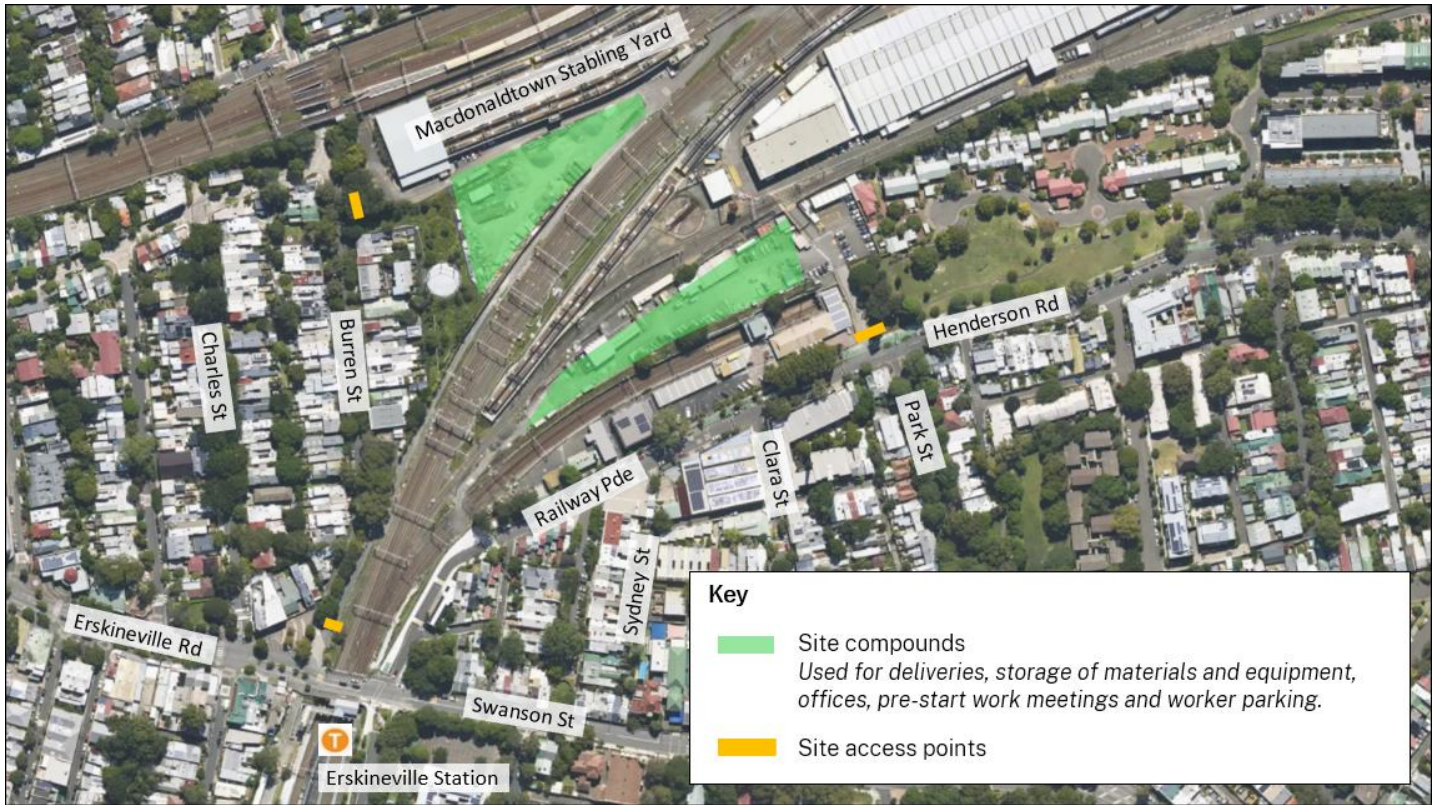 Macdonaldtown Stabling Yard
Henderson Rd
Charles St
Burren St
Park St
Clara St
Railway Pde
Sydney St
Erskineville Rd
Swanson St
T
Erskineville Station
Key
Site compounds
Used for deliveries, storage of materials and equipment,
offices, pre-start work meetings and worker parking.
Site access points